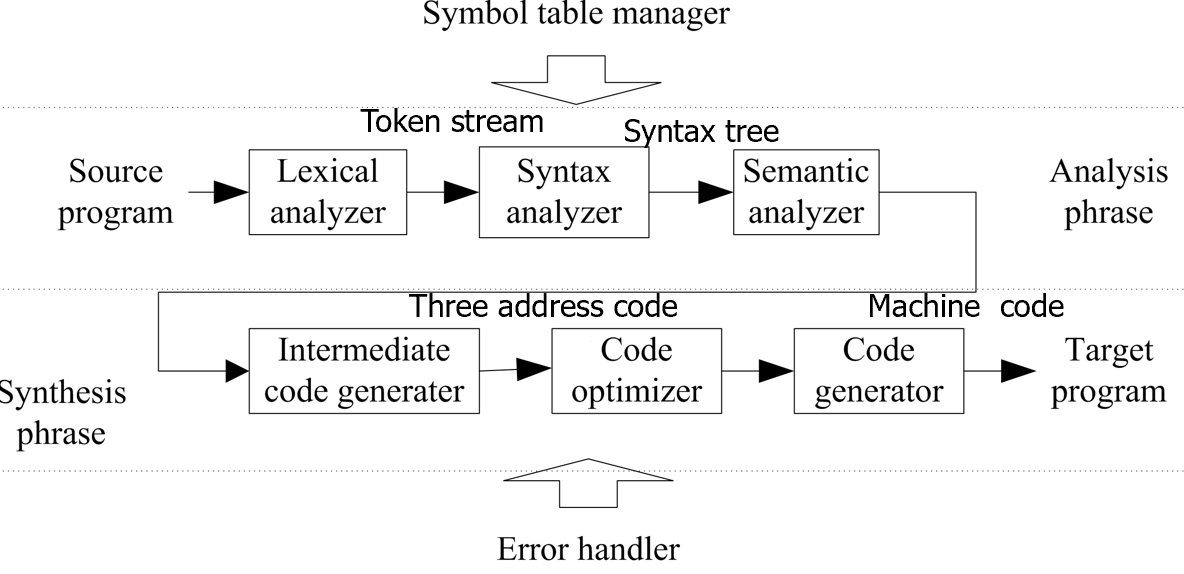 Symbol table manager
Token stream
Syntax tree
Source
program
Lexical
analyzer
Syntax
analyzer
Semantic
analyzer
Analysis
phrase
Three address code
Machine code
Intermediate
code generater
Code
optimizer
Code
generator
Target
program
Synthesis
phrase
Error handler